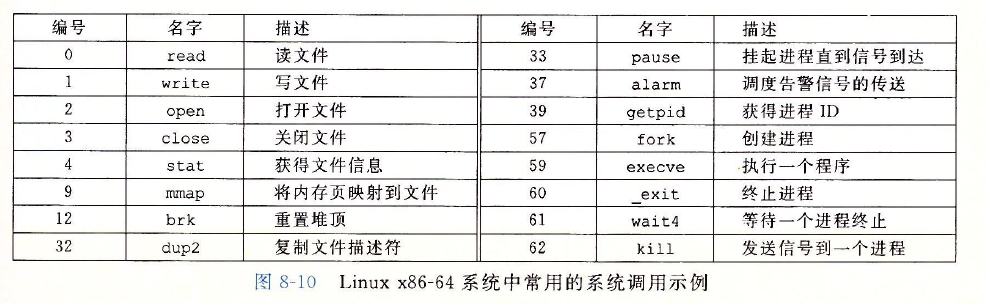 编号 名字 描述 编号 名字 描述
0 read 读文件 33 pause 挂起进程直到信号到达
1 write 写文件 37 alarm 调度告警信号的传送
2 open 打开文件 39 getpid 获得进程 ID
3 close 关闭文件 57 fork 创建进程
4 stat 获得文件信息 59 execve 执行一个程序
9 mmap 将内存页映射到文件 60 _exit 终止进程
12 brk 重置堆顶 61 wait4 等待一个进程终止
32 dup2 复制文件描述符 62 kill 发送信号到一个进程
图 8-10 Linux x86-64 系统中常用的系统调用示例